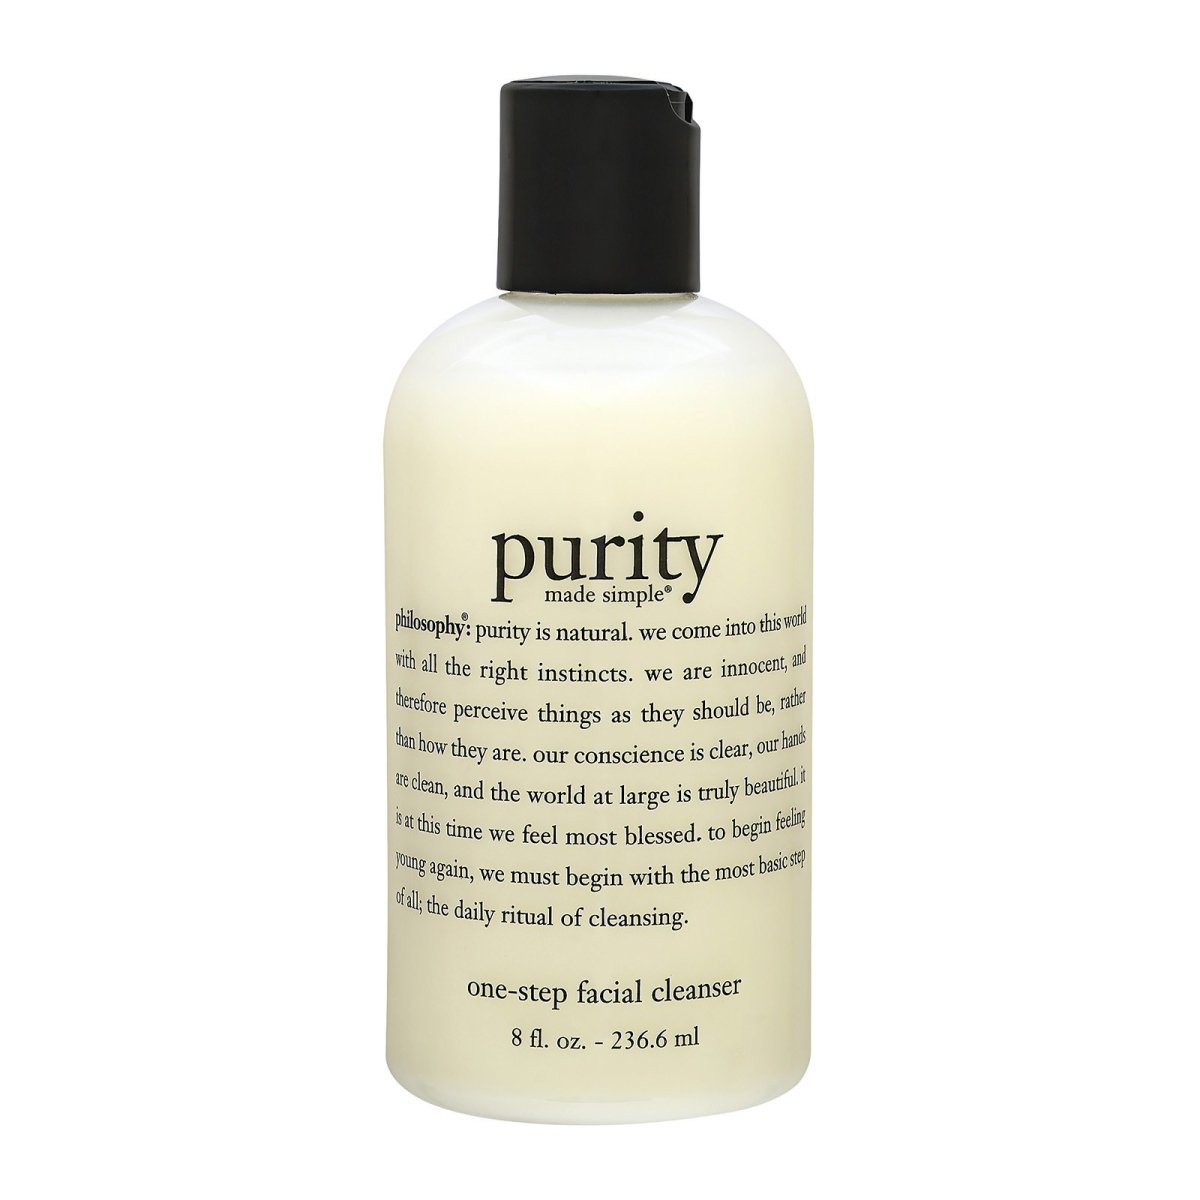 purity
made simple®
philosophy®: purity is natural. we come into this world
with all the right instincts. we are innocent, and
therefore perceive things as they should be, rather
than how they are. our conscience is clear, our hands
are clean, and the world at large is truly beautiful. it
is at this time we feel most blessed. to begin feeling
young again, we must begin with the most basic step
of all; the daily ritual of cleansing.
one-step facial cleanser
8 fl. oz. - 236.6 ml